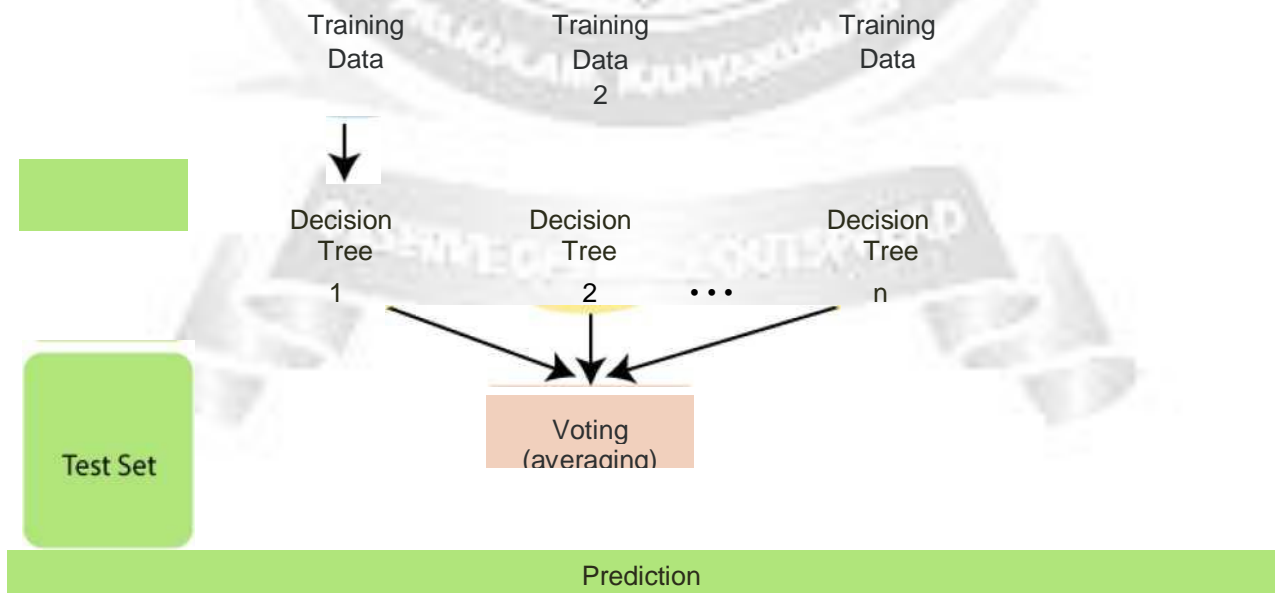 Training Training Training
Data Data Data
2
Decision Decision Decision
Tree Tree Tree
1 2 • • • n
Voting
(averaging)
Test Set
Prediction